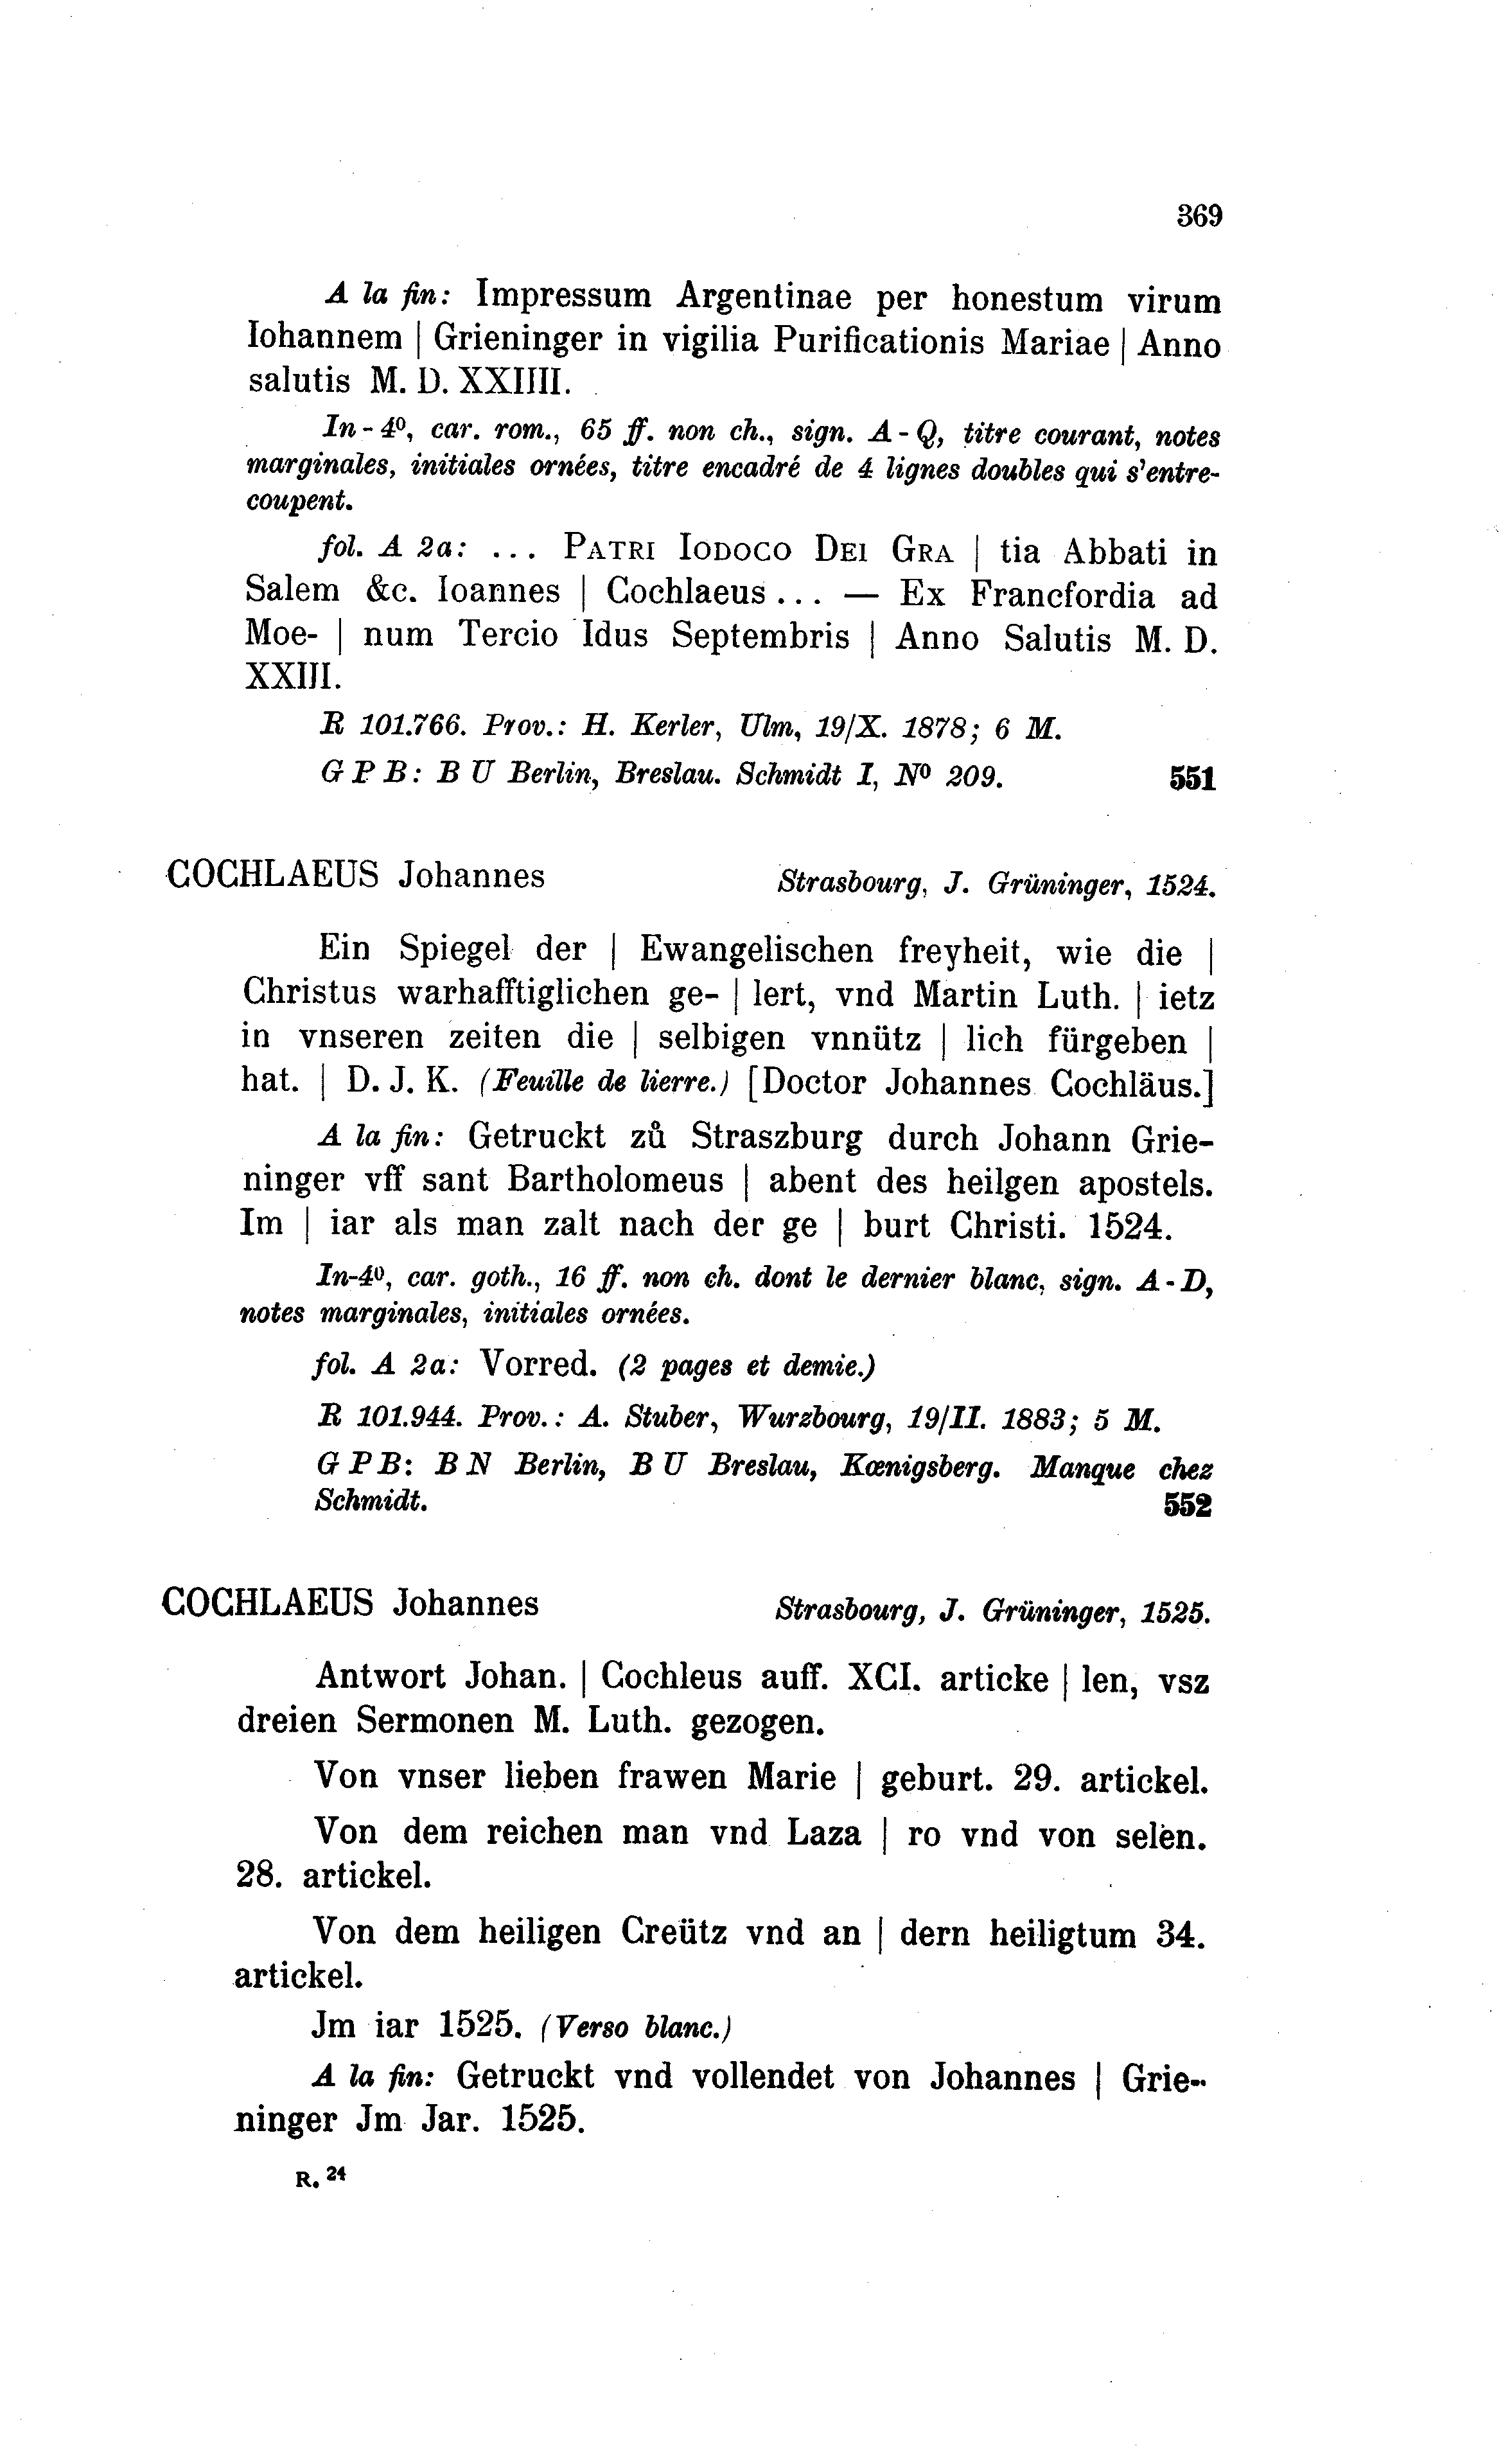 369
A la fin: Impressum Argentinae per honestum virum
Iohannem | Grieninger in vigilia Purificationis Mariae | Anno
salutis M. D. XXIIII.
In-4º, car. rom., 65 ff. non ch., sign. A-Q, titre courant, notes
marginales, initiales ornées, titre encadré de 4 lignes doubles qui s'entre-
coupent.
fol. A 2a: ... PATRI IODOCO DEI GRA | tia Abbati in
Salem &c. Ioannes | Cochlaeus ... — Ex Francfordia ad
Moe- | num Tercio Idus Septembris | Anno Salutis M. D.
XXIII.
R 101.766. Prov.: H. Kerler, Ulm, 19/X. 1878; 6 M.
G P B: B U Berlin, Breslau. Schmidt I, Nº 209. 551
COCHLAEUS Johannes Strasbourg, J. Grüninger, 1524.
Ein Spiegel der | Ewangelischen freyheit, wie die |
Christus warhafftiglichen ge- | lert, vnd Martin Luth. | ietz
in vnseren zeiten die | selbigen vnnütz | lich fürgeben |
hat. | D. J. K. (Feuille de lierre.) [Doctor Johannes Cochläus.]
A la fin: Getruckt zů Straszburg durch Johann Grie-
ninger vff sant Bartholomeus | abent des heilgen apostels.
Im | iar als man zalt nach der ge | burt Christi. 1524.
In-4º, car. goth., 16 ff. non ch. dont le dernier blanc, sign. A-D,
notes marginales, initiales ornées.
fol. A 2a: Vorred. (2 pages et demie.)
R 101.944. Prov.: A. Stuber, Wurzbourg, 19/II. 1883; 5 M.
G P B: B N Berlin, B U Breslau, Kœnigsberg. Manque chez
Schmidt. 552
COCHLAEUS Johannes Strasbourg, J. Grüninger, 1525.
Antwort Johan. | Cochleus auff. XCI. articke | len, vsz
dreien Sermonen M. Luth. gezogen.
Von vnser lieben frawen Marie | geburt. 29. artickel.
Von dem reichen man vnd Laza | ro vnd von selen.
28. artickel.
Von dem heiligen Creütz vnd an | dern heiligtum 34.
artickel.
Jm iar 1525. (Verso blanc.)
A la fin: Getruckt vnd vollendet von Johannes | Grie-
ninger Jm Jar. 1525.
R. 24